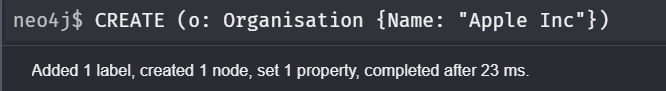 neo4j$ CREATE (o: Organisation {Name: "Apple Inc"})
Added 1 label, created 1 node, set 1 property, completed after 23 ms.